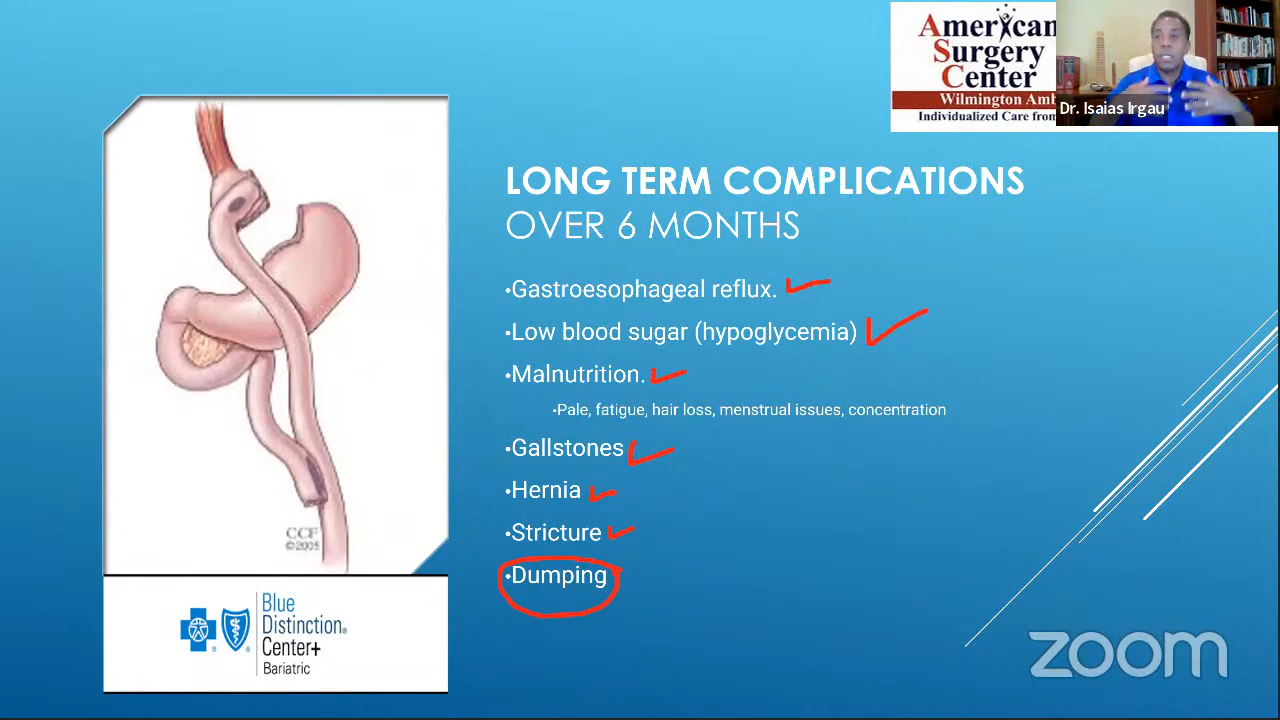 American
Surgery
Center
Wilmington Amb
Individualized Care from
Dr. Isaias Irgau
LONG TERM COMPLICATIONS
OVER 6 MONTHS
•Gastroesophageal reflux.
•Low blood sugar (hypoglycemia)
•Malnutrition.
•Pale, fatigue, hair loss, menstrual issues, concentration
•Gallstones
•Hernia
•Stricture
•Dumping
CCF
©2005
Blue
Distinction®
Center+
Bariatric
zoom